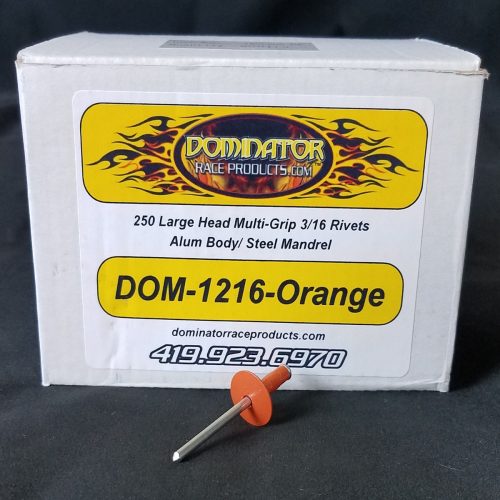 DOMINATOR
RACE PRODUCTS.COM
250 Large Head Multi-Grip 3/16 Rivets
Alum Body/ Steel Mandrel
DOM-1216-Orange
dominatorraceproducts.com
419.923.6970